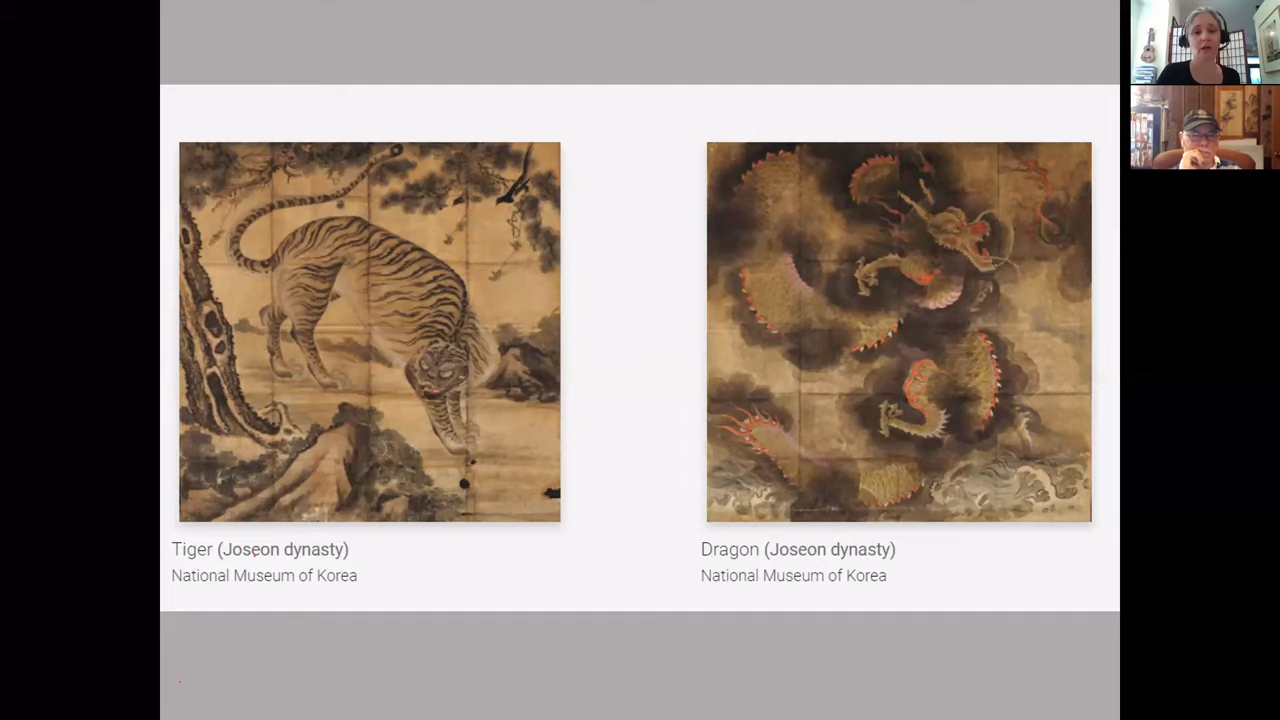 Tiger (Joseon dynasty)
National Museum of Korea
Dragon (Joseon dynasty)
National Museum of Korea